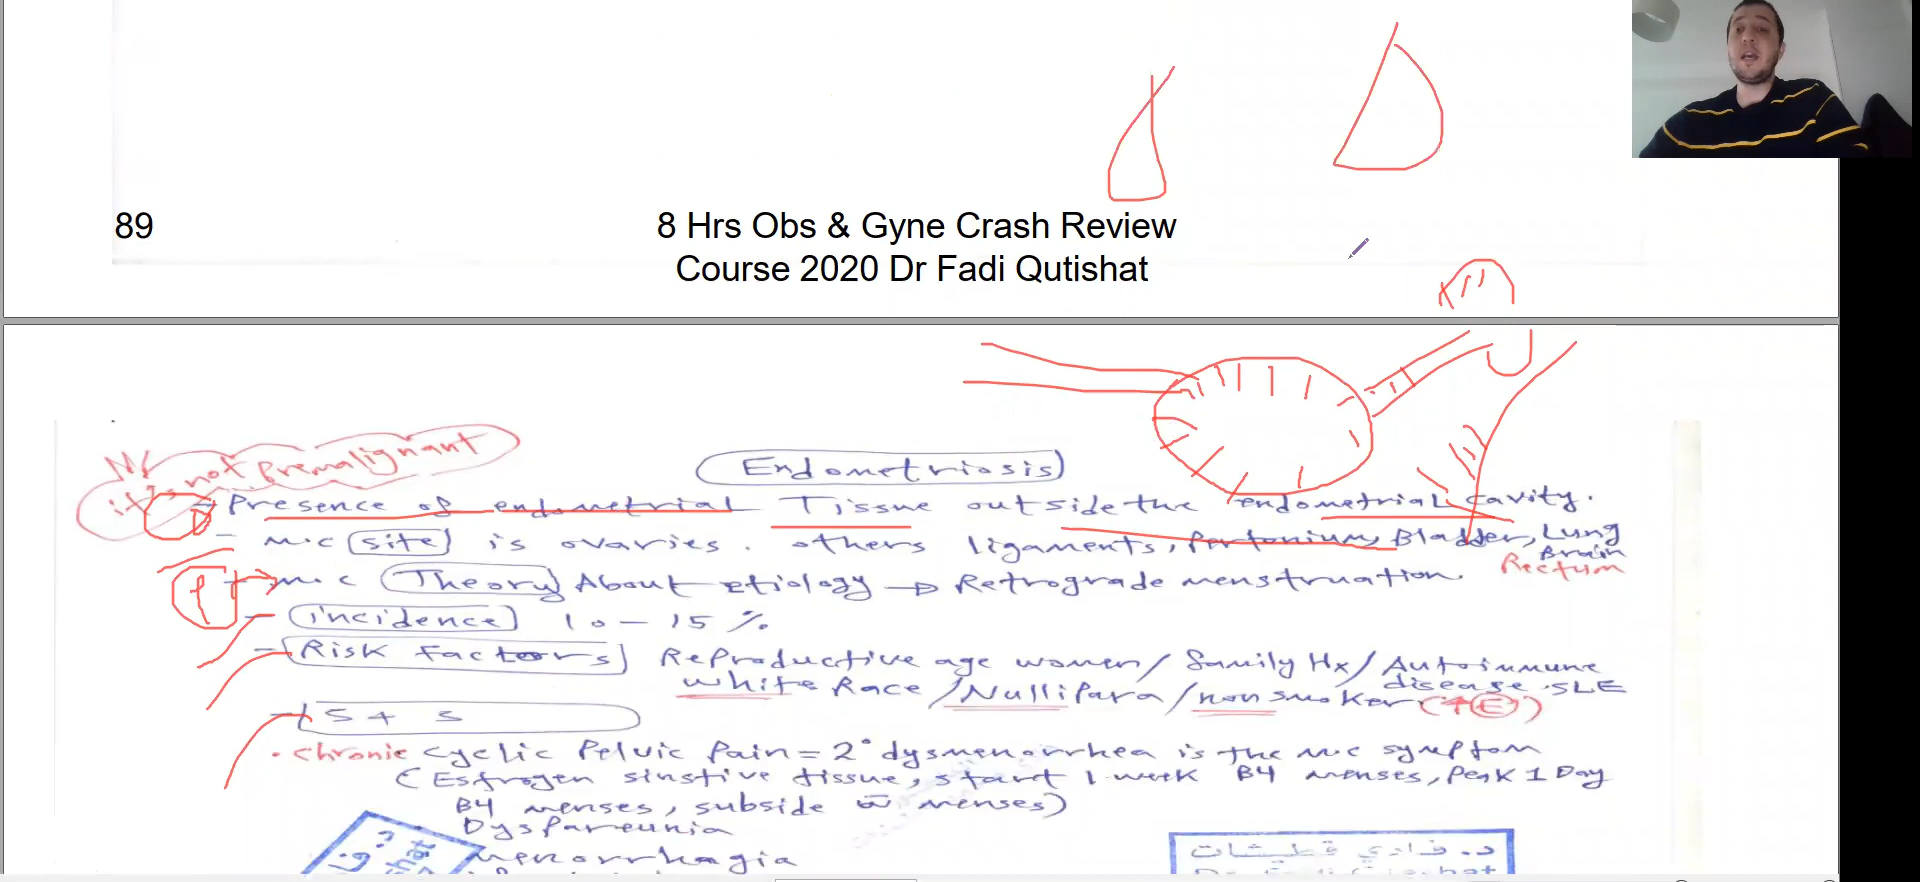 89
8 Hrs Obs & Gyne Crash Review
Course 2020 Dr Fadi Qutishat
it's not premalignant
Endometriosis
- Presence of endometrial Tissue outside the endometrial cavity.
- m.c site is ovaries. others ligaments, Peritonium, Bladder, Lung
Brain
Rectum
- m.c Theory About etiology → Retrograde menstruation.
- incidence 10-15 %
- Risk factors Reproductive age women/ family Hx/ Autoimmune
disease. SLE
White Race / Nullipara / non smoker (↑E)
- S + S
• chronic cyclic Pelvic Pain = 2° dysmenorrhea is the m.c symptom
(Estrogen sinstive tissue, start 1 week B4 menses, Peak 1 Day
B4 menses, subside w menses)
Dyspareunia
menorrhagia
د. فادي قطيشات